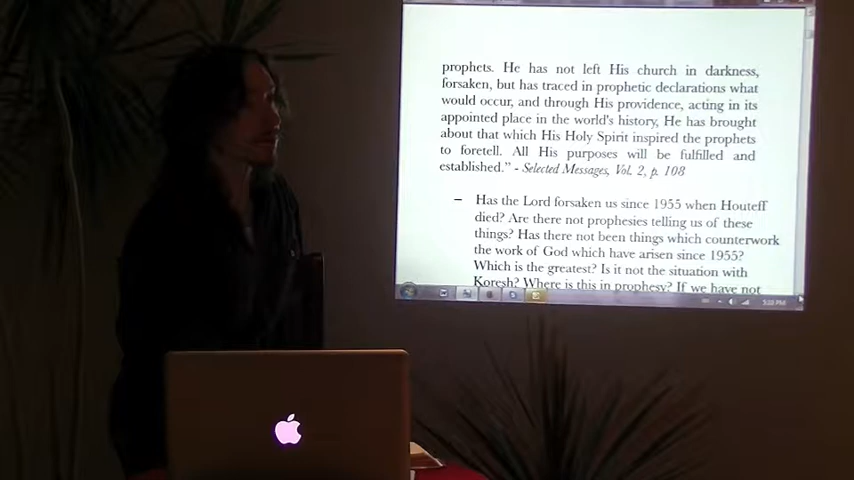 prophets. He has not left His church in darkness,
forsaken, but has traced in prophetic declarations what
would occur, and through His providence, acting in its
appointed place in the world's history, He has brought
about that which His Holy Spirit inspired the prophets
to foretell. All His purposes will be fulfilled and
established." - Selected Messages, Vol. 2, p. 108
– Has the Lord forsaken us since 1955 when Houteff
died? Are there not prophesies telling us of these
things? Has there not been things which counterwork
the work of God which have arisen since 1955?
Which is the greatest? Is it not the situation with
Koresh? Where is this in prophesy? If we have not